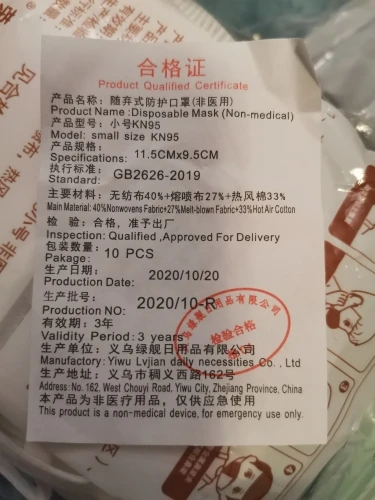 合格证
Product Qualified Certificate
产品名称：随弃式防护口罩(非医用)
Product Name:Disposable Mask (Non-medical)
产品型号：小号KN95
Model: small size KN95
产品规格：
Specifications: 11.5CMx9.5CM
执行标准：
Standard: GB2626-2019
主要材料：无纺布40%+熔喷布27%+热风棉33%
Main Material:40%Nonwovens Fabric+27%Melt-blown Fabric+33%Hot Air Cotton
检 验：合格，准予出厂
Inspection: Qualified ,Approved For Delivery
包装数量：
Pakage: 10 PCS
生产日期：
Production Date: 2020/10/20
生产批号：
Production NO: 2020/10-R
有效期：3年
Validity Period: 3 years
生产单位：义乌绿舰日用品有限公司
Manufactory: Yiwu Lvjian daily necessities Co., Ltd
生产地址：义乌市稠义西路162号
Address: No. 162, West Chouyi Road, Yiwu City, Zhejiang Province, China
本产品为非医疗用品，仅供应急使用
This product is a non-medical device, for emergency use only.
检验合格
见合格